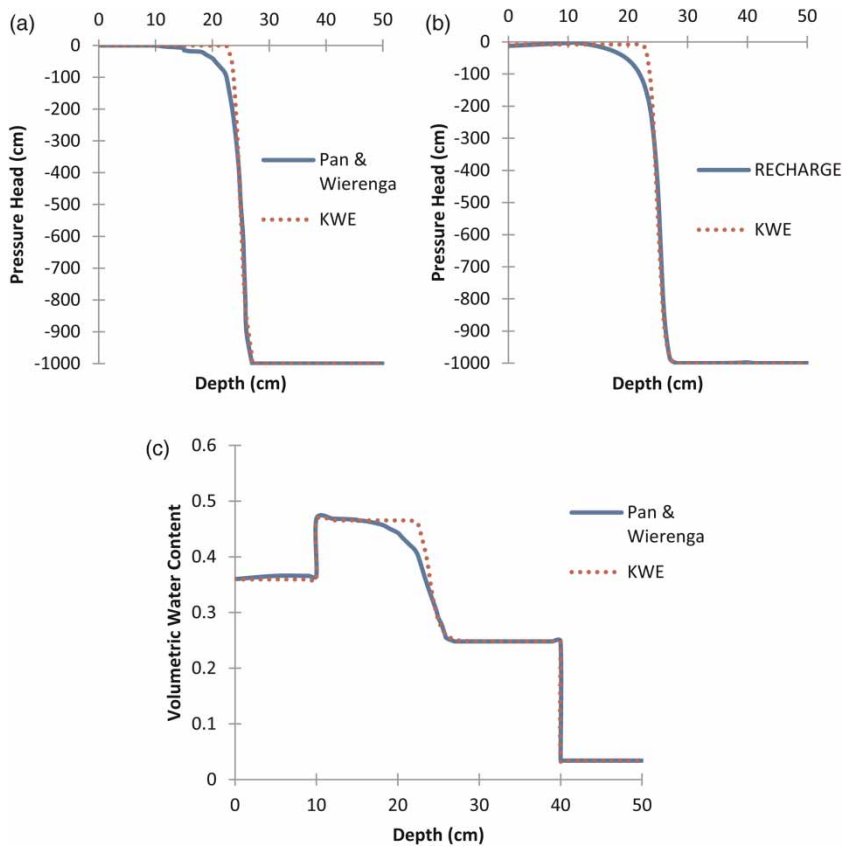 (a)
0 10 20 30 40 50
0
-100
-200
-300
-400
-500
-600
-700
-800
-900
-1000
Pressure Head (cm)
Depth (cm)
Pan &
Wierenga
KWE
(b)
0 10 20 30 40 50
0
-100
-200
-300
-400
-500
-600
-700
-800
-900
-1000
Pressure Head (cm)
Depth (cm)
RECHARGE
KWE
(c)
0.6
0.5
0.4
0.3
0.2
0.1
0
Volumetric Water Content
0 10 20 30 40 50
Depth (cm)
Pan &
Wierenga
KWE